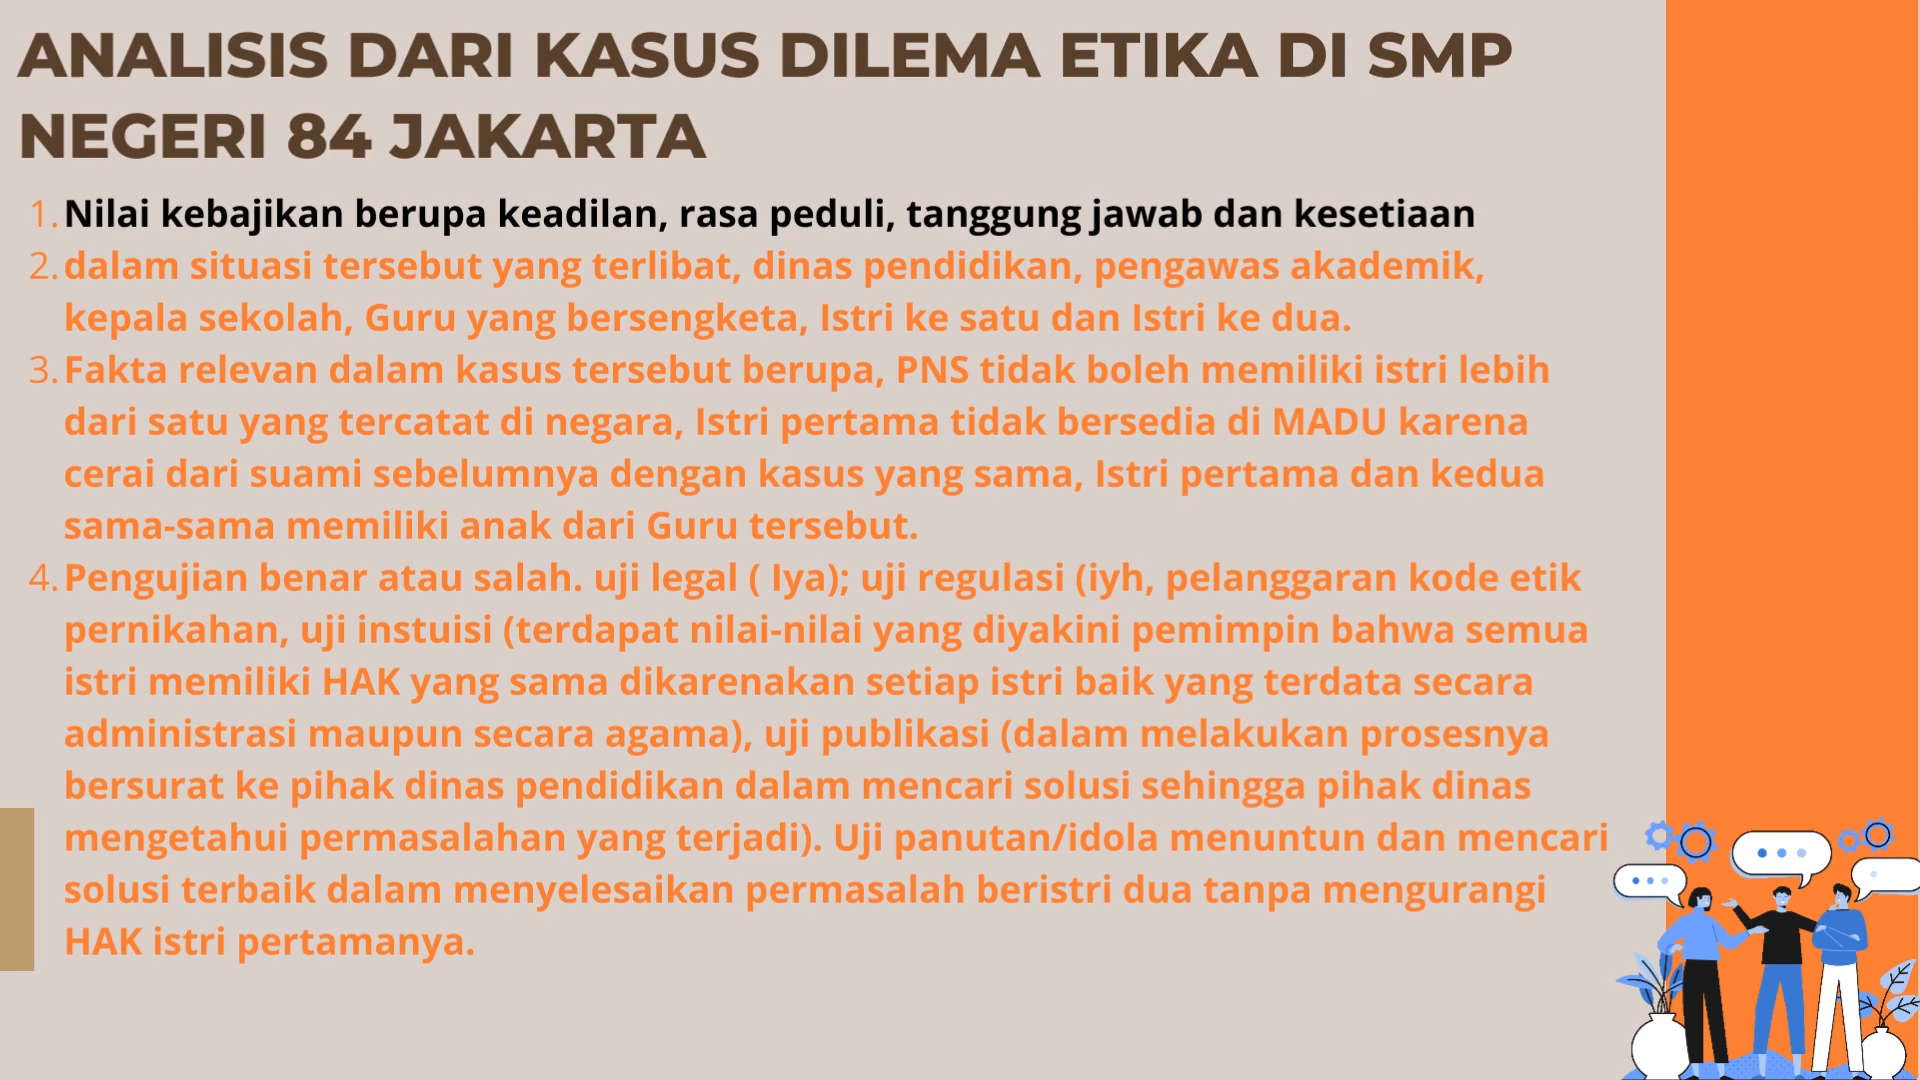 ANALISIS DARI KASUS DILEMA ETIKA DI SMP
NEGERI 84 JAKARTA
1. Nilai kebajikan berupa keadilan, rasa peduli, tanggung jawab dan kesetiaan
2. dalam situasi tersebut yang terlibat, dinas pendidikan, pengawas akademik,
kepala sekolah, Guru yang bersengketa, Istri ke satu dan Istri ke dua.
3. Fakta relevan dalam kasus tersebut berupa, PNS tidak boleh memiliki istri lebih
dari satu yang tercatat di negara, Istri pertama tidak bersedia di MADU karena
cerai dari suami sebelumnya dengan kasus yang sama, Istri pertama dan kedua
sama-sama memiliki anak dari Guru tersebut.
4. Pengujian benar atau salah. uji legal ( Iya); uji regulasi (iyh, pelanggaran kode etik
pernikahan, uji instuisi (terdapat nilai-nilai yang diyakini pemimpin bahwa semua
istri memiliki HAK yang sama dikarenakan setiap istri baik yang terdata secara
administrasi maupun secara agama), uji publikasi (dalam melakukan prosesnya
bersurat ke pihak dinas pendidikan dalam mencari solusi sehingga pihak dinas
mengetahui permasalahan yang terjadi). Uji panutan/idola menuntun dan mencari
solusi terbaik dalam menyelesaikan permasalah beristri dua tanpa mengurangi
HAK istri pertamanya.